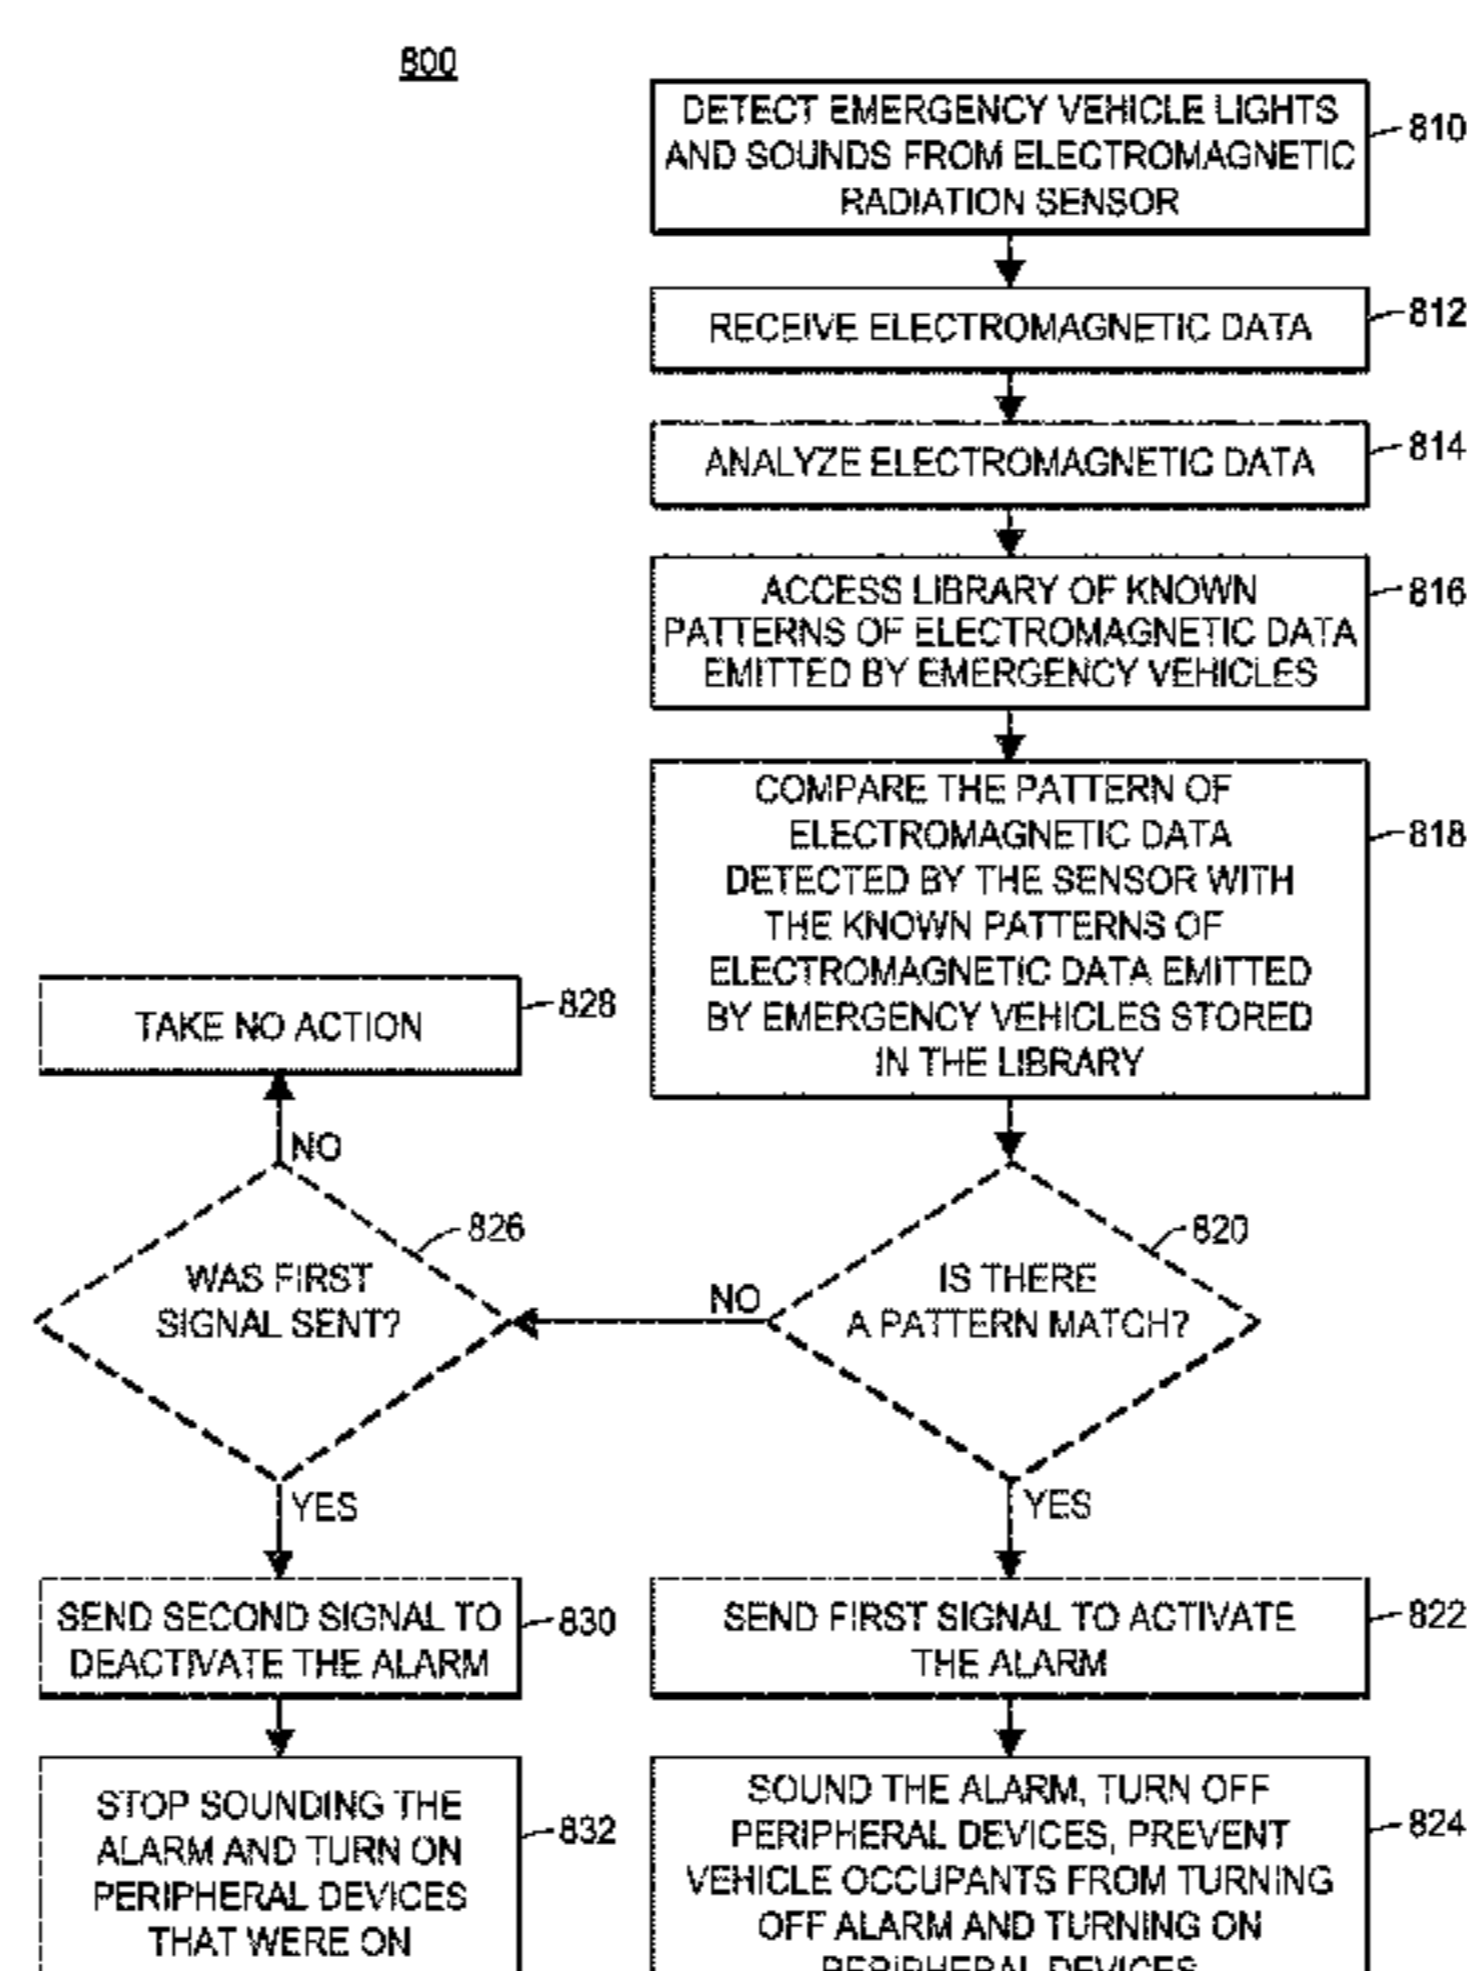 800
DETECT EMERGENCY VEHICLE LIGHTS
AND SOUNDS FROM ELECTROMAGNETIC
RADIATION SENSOR
810
RECEIVE ELECTROMAGNETIC DATA
812
ANALYZE ELECTROMAGNETIC DATA
814
ACCESS LIBRARY OF KNOWN
PATTERNS OF ELECTROMAGNETIC DATA
EMITTED BY EMERGENCY VEHICLES
816
COMPARE THE PATTERN OF
ELECTROMAGNETIC DATA
DETECTED BY THE SENSOR WITH
THE KNOWN PATTERNS OF
ELECTROMAGNETIC DATA EMITTED
BY EMERGENCY VEHICLES STORED
IN THE LIBRARY
818
TAKE NO ACTION
828
NO
826
WAS FIRST
SIGNAL SENT?
NO
820
IS THERE
A PATTERN MATCH?
YES
YES
SEND SECOND SIGNAL TO
DEACTIVATE THE ALARM
830
SEND FIRST SIGNAL TO ACTIVATE
THE ALARM
822
STOP SOUNDING THE
ALARM AND TURN ON
PERIPHERAL DEVICES
THAT WERE ON
832
SOUND THE ALARM, TURN OFF
PERIPHERAL DEVICES, PREVENT
VEHICLE OCCUPANTS FROM TURNING
OFF ALARM AND TURNING ON
PERIPHERAL DEVICES
824